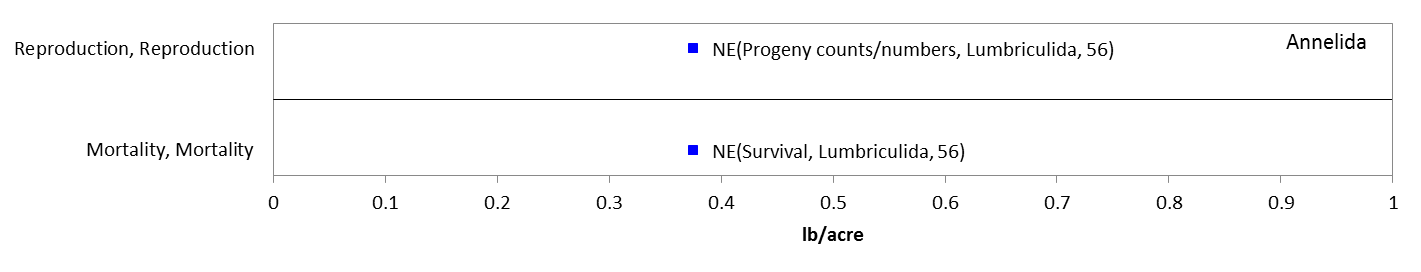 Reproduction, Reproduction
NE(Progeny counts/numbers, Lumbriculida, 56)
Annelida
Mortality, Mortality
NE(Survival, Lumbriculida, 56)
0 0.1 0.2 0.3 0.4 0.5 0.6 0.7 0.8 0.9 1
lb/acre